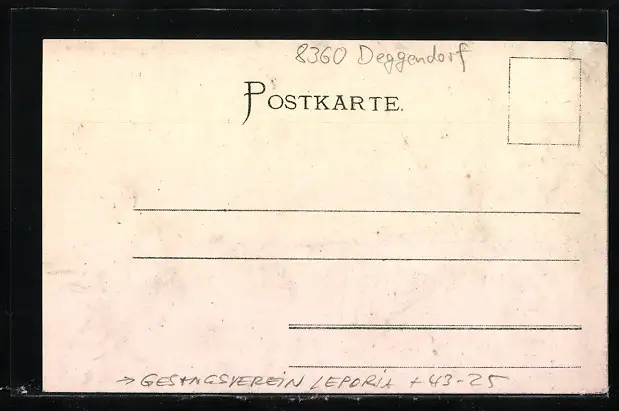 8360 Deggendorf
POSTKARTE.
→ GESANGSVEREIN LEPORIA + 43-25